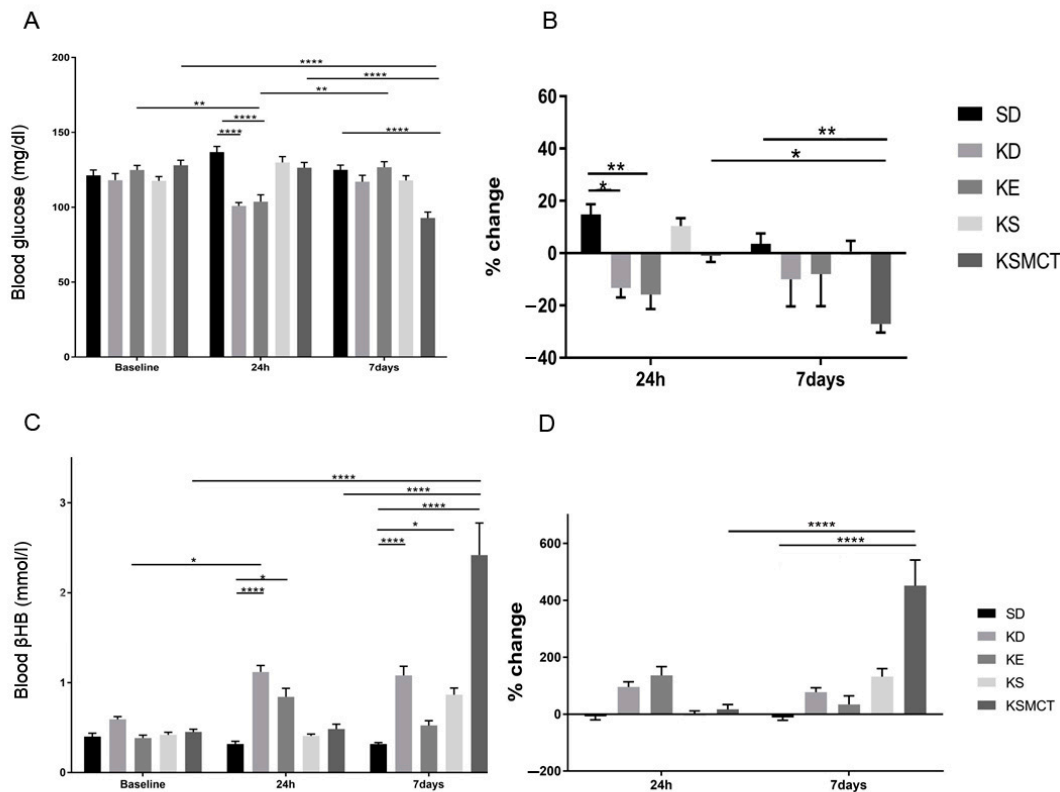 A
Blood glucose (mg/dl)
200
150
100
50
0
****
****
**
**
****
****
****
Baseline
24h
7days
B
% change
60
40
20
0
−20
−40
**
*
**
*
24h
7days
SD
KD
KE
KS
KSMCT
C
Blood βHB (mmol/l)
3
2
1
0
****
****
****
*
****
*
*
****
Baseline
24h
7days
D
% change
600
400
200
0
−200
****
****
24h
7days
SD
KD
KE
KS
KSMCT